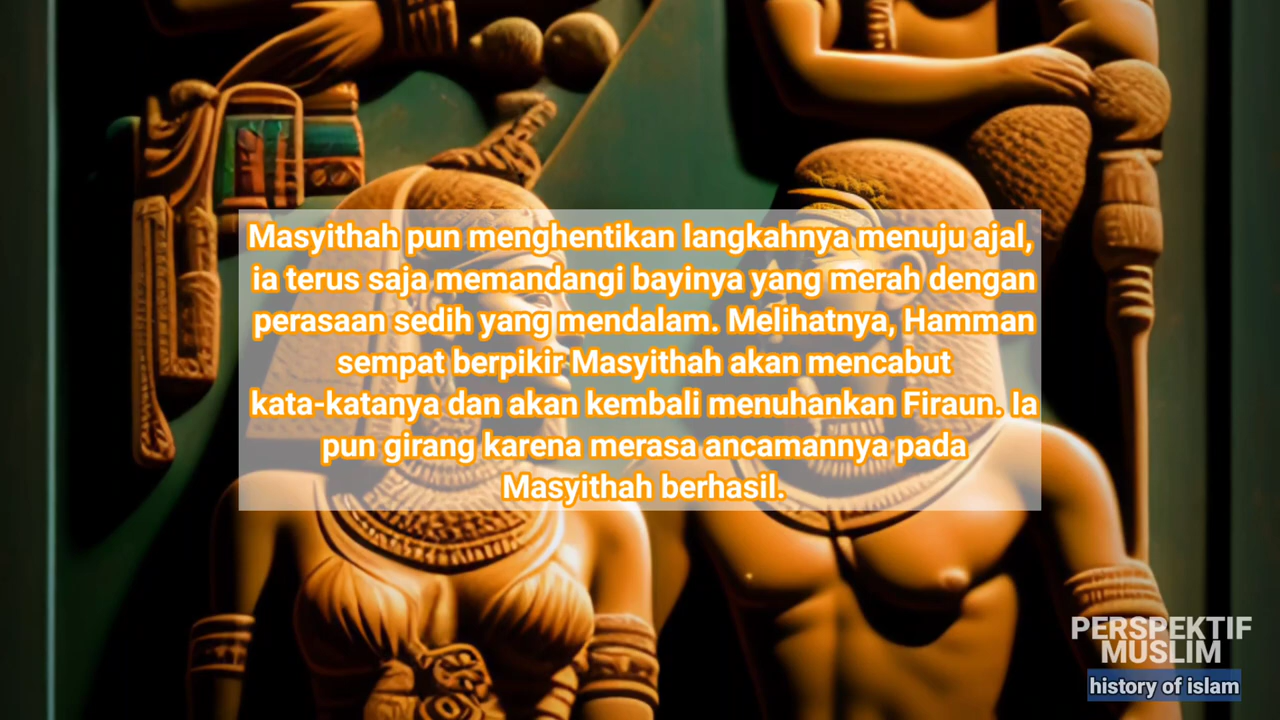 Masyithah pun menghentikan langkahnya menuju ajal,
ia terus saja memandangi bayinya yang merah dengan
perasaan sedih yang mendalam. Melihatnya, Hamman
sempat berpikir Masyithah akan mencabut
kata-katanya dan akan kembali menuhankan Firaun. Ia
pun girang karena merasa ancamannya pada
Masyithah berhasil.
PERSPEKTIF
MUSLIM
history of islam